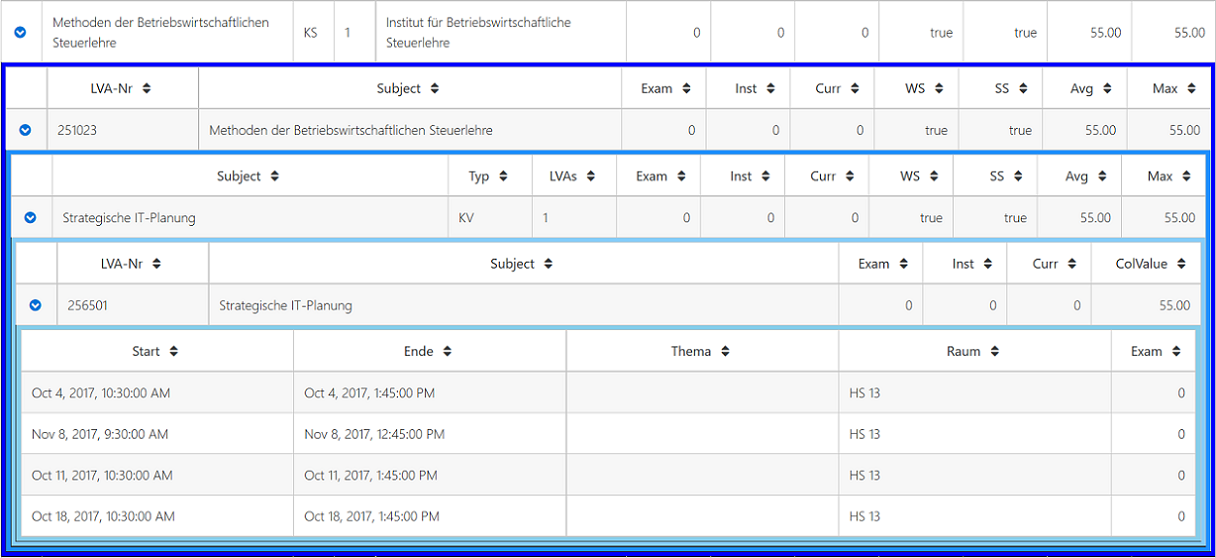 Methoden der Betriebswirtschaftlichen Steuerlehre KS 1 Institut für Betriebswirtschaftliche Steuerlehre 0 0 0 true true 55.00 55.00
LVA-Nr Subject Exam Inst Curr WS SS Avg Max
251023 Methoden der Betriebswirtschaftlichen Steuerlehre 0 0 0 true true 55.00 55.00
Subject Typ LVAs Exam Inst Curr WS SS Avg Max
Strategische IT-Planung KV 1 0 0 0 true true 55.00 55.00
LVA-Nr Subject Exam Inst Curr ColValue
256501 Strategische IT-Planung 0 0 0 55.00
Start Ende Thema Raum Exam
Oct 4, 2017, 10:30:00 AM Oct 4, 2017, 1:45:00 PM HS 13 0
Nov 8, 2017, 9:30:00 AM Nov 8, 2017, 12:45:00 PM HS 13 0
Oct 11, 2017, 10:30:00 AM Oct 11, 2017, 1:45:00 PM HS 13 0
Oct 18, 2017, 10:30:00 AM Oct 18, 2017, 1:45:00 PM HS 13 0